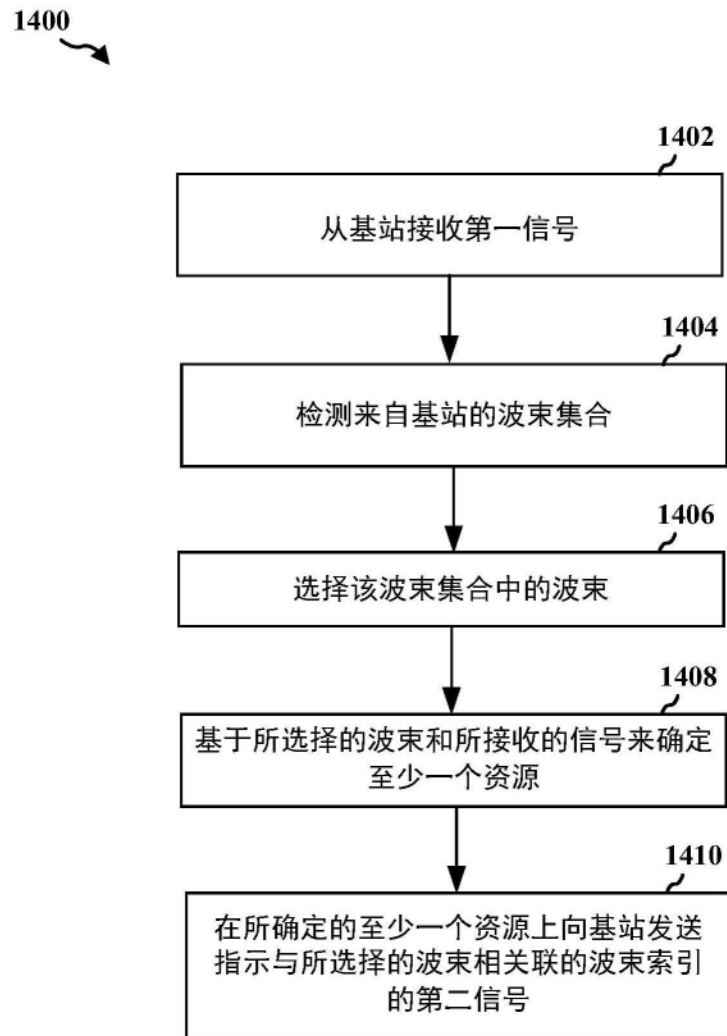 1400
1402
从基站接收第一信号
1404
检测来自基站的波束集合
1406
选择该波束集合中的波束
1408
基于所选择的波束和所接收的信号来确定
至少一个资源
1410
在所确定的至少一个资源上向基站发送
指示与所选择的波束相关联的波束索引
的第二信号